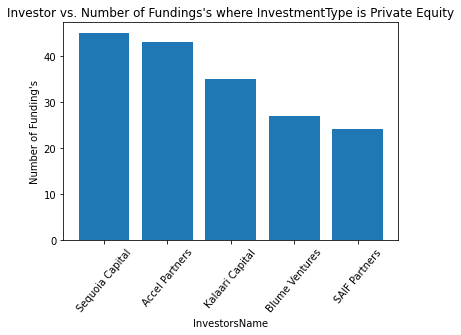 Investor vs. Number of Fundings's where InvestmentType is Private Equity
Number of Funding's
40
30
20
10
0
Sequoia Capital
Accel Partners
Kalaari Capital
Blume Ventures
SAIF Partners
InvestorsName